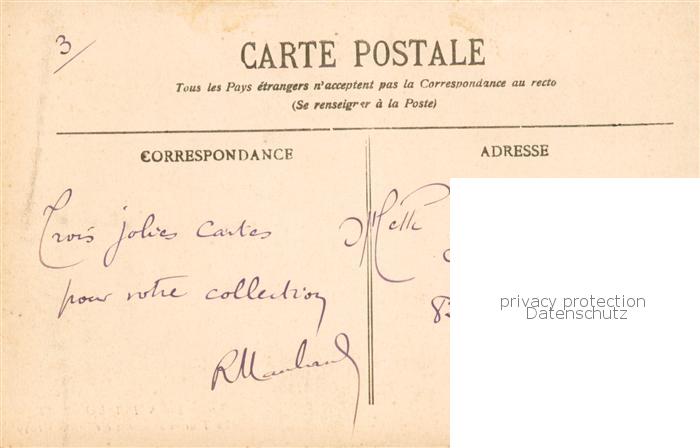 3
CARTE POSTALE
Tous les Pays étrangers n'acceptent pas la Correspondance au recto
(Se renseigner à la Poste)
CORRESPONDANCE
ADRESSE
Trois jolies cartes
pour votre collection
Melle
privacy protection
Datenschutz